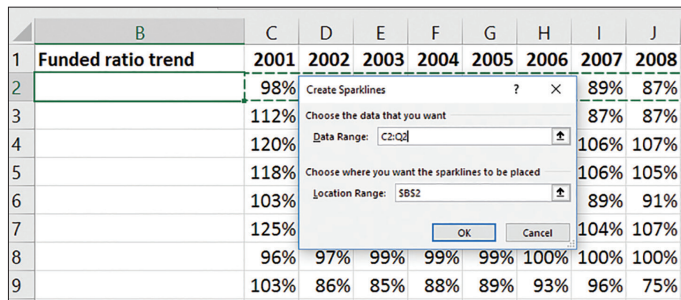 B C D E F G H I J
1 Funded ratio trend 2001 2002 2003 2004 2005 2006 2007 2008
2 98% 89% 87%
Create Sparklines ? ×
3 112% 87% 87%
Choose the data that you want
Data Range: C2:Q2
4 120% 106% 107%
5 118% 106% 105%
Choose where you want the sparklines to be placed
Location Range: $B$2
6 103% 89% 91%
7 125% 104% 107%
OK Cancel
8 96% 97% 99% 99% 99% 100% 100% 100%
9 103% 86% 85% 88% 89% 93% 96% 75%